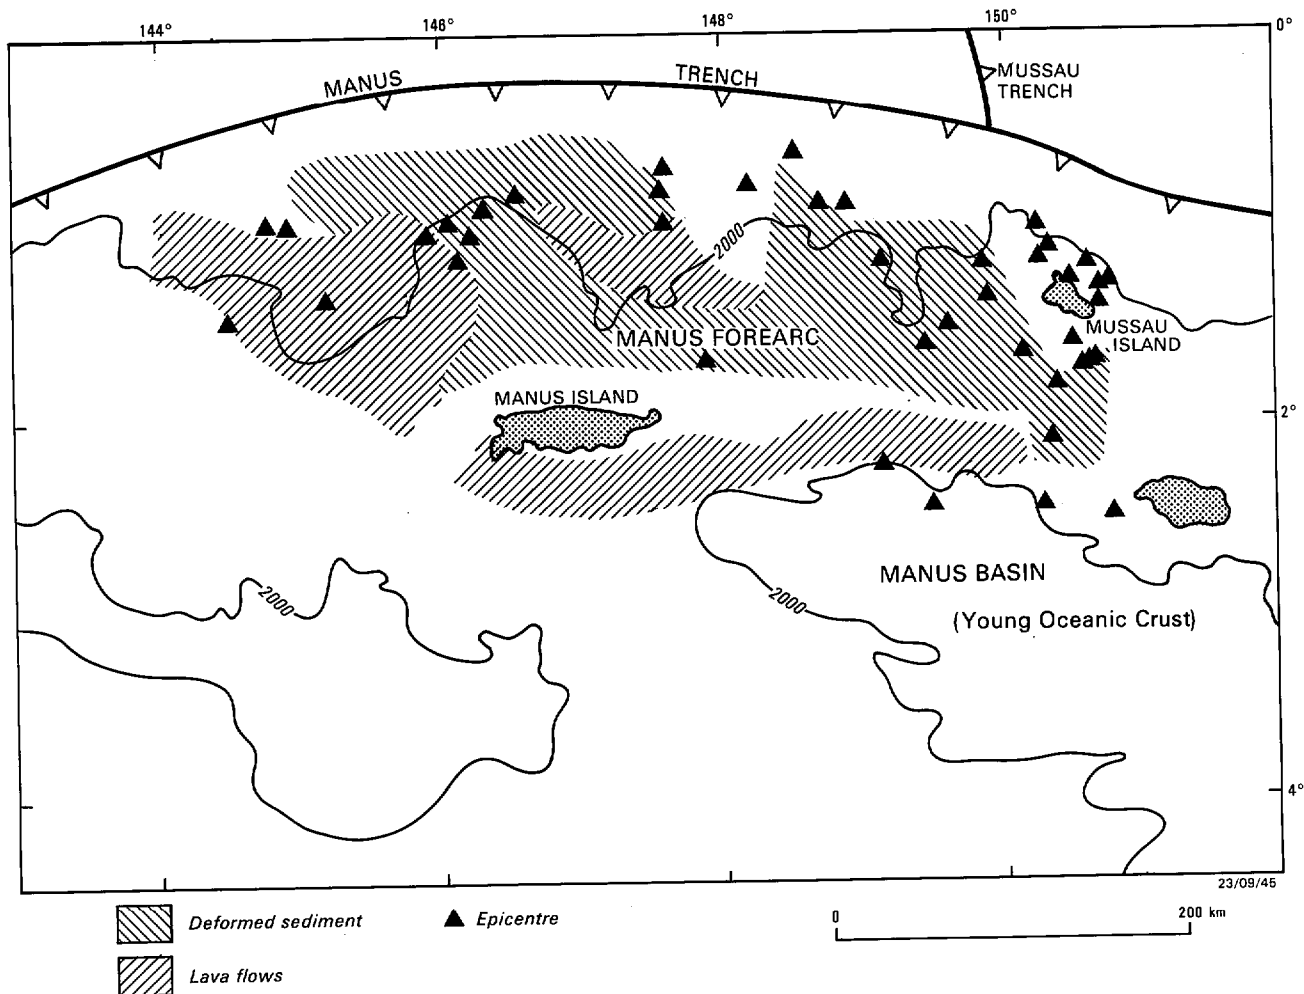 144°
146°
148°
150°
0°
MANUS
TRENCH
MUSSAU
TRENCH
2000
MANUS FOREARC
MUSSAU
ISLAND
MANUS ISLAND
2°
MANUS BASIN
2000
2000
(Young Oceanic Crust)
4°
23/09/45
Deformed sediment
Epicentre
0
200 km
Lava flows